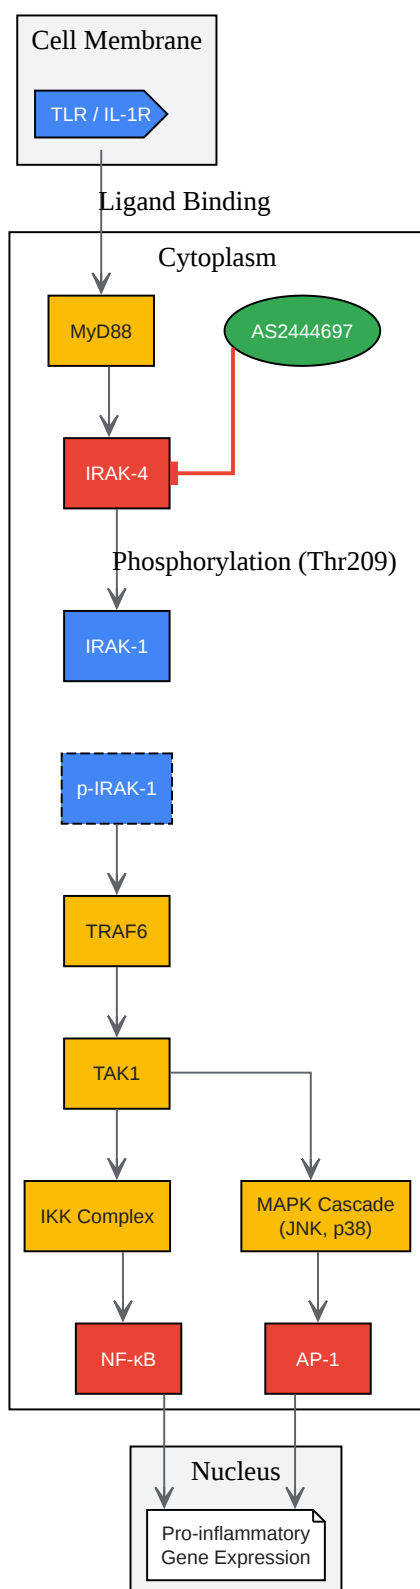 Cell Membrane
TLR / IL-1R
Ligand Binding
Cytoplasm
MyD88
AS2444697
IRAK-4
Phosphorylation (Thr209)
IRAK-1
p-IRAK-1
TRAF6
TAK1
IKK Complex
MAPK Cascade
(JNK, p38)
NF-κB
AP-1
Nucleus
Pro-inflammatory
Gene Expression